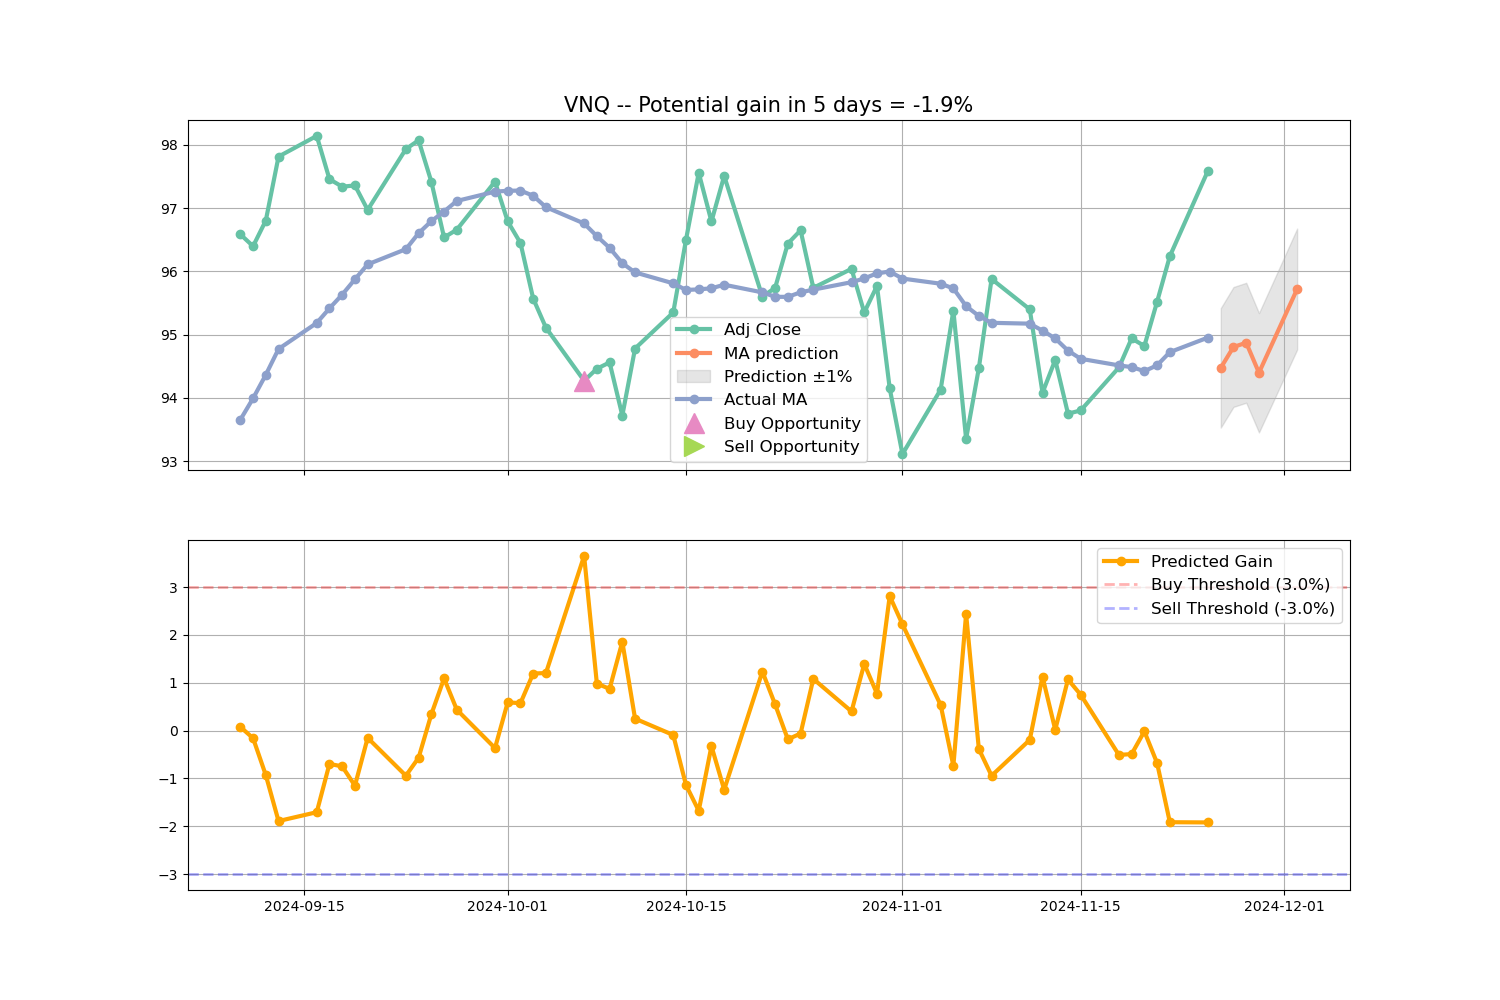 VNQ -- Potential gain in 5 days = -1.9%
98
97
96
95
94
93
Adj Close
MA prediction
Prediction ±1%
Actual MA
Buy Opportunity
Sell Opportunity
3
2
1
0
−1
−2
−3
Predicted Gain
Buy Threshold (3.0%)
Sell Threshold (-3.0%)
2024-09-15 2024-10-01 2024-10-15 2024-11-01 2024-11-15 2024-12-01